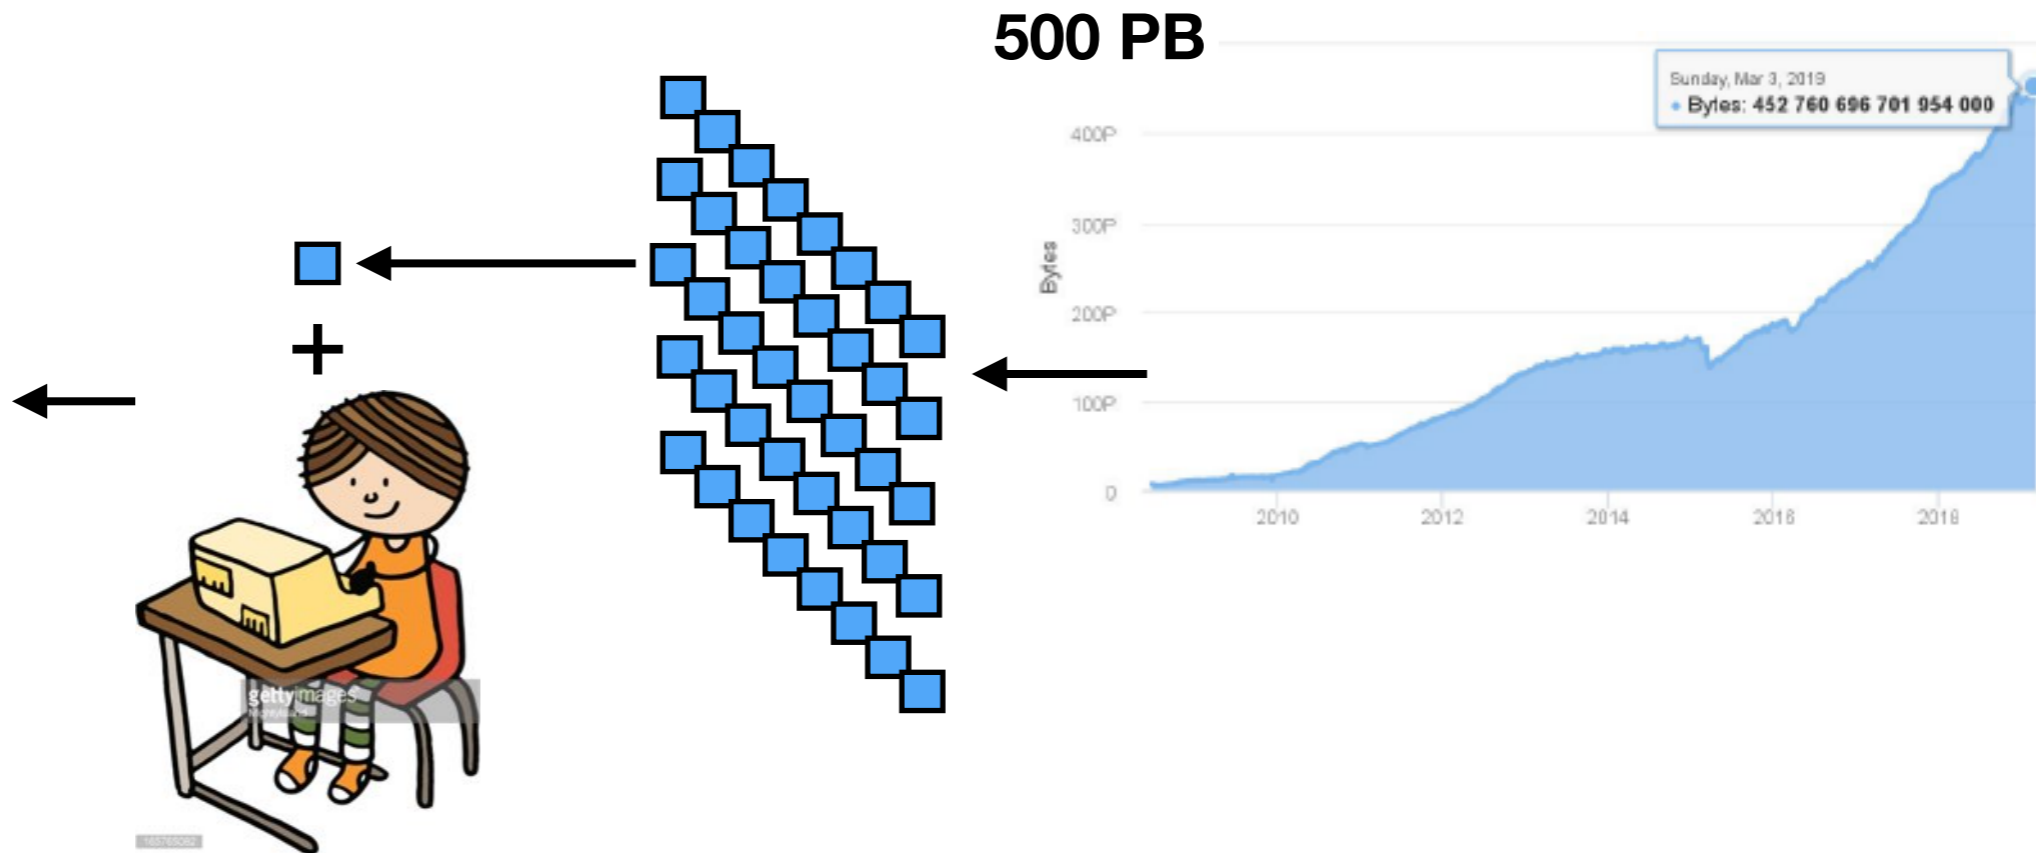 500 PB
Sunday, Mar 3, 2019
• Bytes: 452 760 696 701 954 000
400P
300P
Bytes
200P
100P
0
2010
2012
2014
2016
2018
+
gettyimages